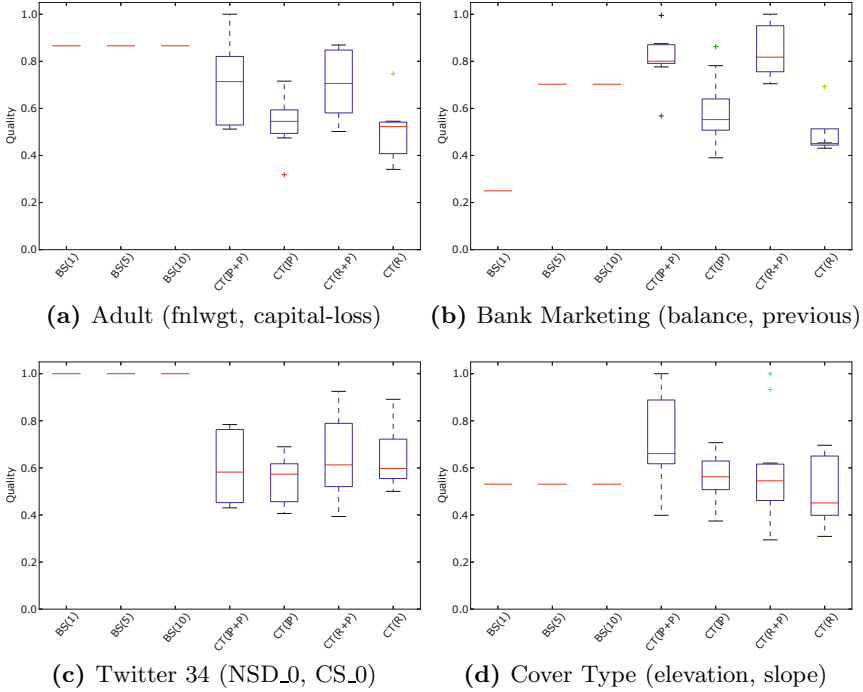 1.0
0.8
0.6
0.4
0.2
0.0
Quality
BS(1)
BS(5)
BS(10)
CT(IP+P)
CT(IP)
CT(R+P)
CT(R)
(a) Adult (fnlwgt, capital-loss)
1.0
0.8
0.6
0.4
0.2
0.0
Quality
BS(1)
BS(5)
BS(10)
CT(IP+P)
CT(IP)
CT(R+P)
CT(R)
(b) Bank Marketing (balance, previous)
1.0
0.8
0.6
0.4
0.2
0.0
Quality
BS(1)
BS(5)
BS(10)
CT(IP+P)
CT(IP)
CT(R+P)
CT(R)
(c) Twitter 34 (NSD_0, CS_0)
1.0
0.8
0.6
0.4
0.2
0.0
Quality
BS(1)
BS(5)
BS(10)
CT(IP+P)
CT(IP)
CT(R+P)
CT(R)
(d) Cover Type (elevation, slope)